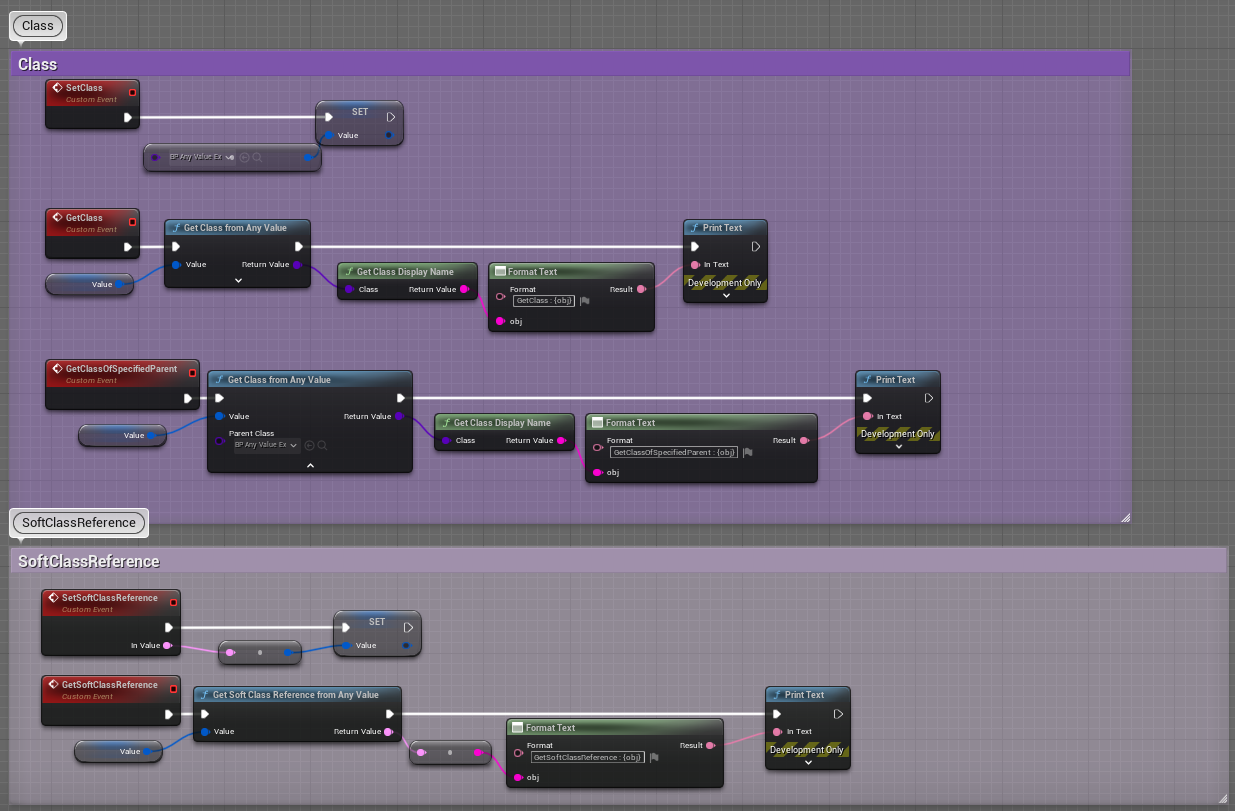 Class
Class
SetClass
Custom Event
SET
Value
BP Any Value Ex
GetClass
Custom Event
Value
Get Class from Any Value
Value
Return Value
Get Class Display Name
Class
Return Value
Format Text
Format
GetClass : {obj}
Result
obj
Print Text
In Text
Development Only
GetClassOfSpecifiedParent
Custom Event
Value
Get Class from Any Value
Value
Return Value
Parent Class
BP Any Value Ex
Get Class Display Name
Class
Return Value
Format Text
Format
GetClassOfSpecifiedParent : {obj}
Result
obj
Print Text
In Text
Development Only
SoftClassReference
SoftClassReference
SetSoftClassReference
Custom Event
In Value
SET
Value
GetSoftClassReference
Custom Event
Value
Get Soft Class Reference from Any Value
Value
Return Value
Format Text
Format
GetSoftClassReference : {obj}
Result
obj
Print Text
In Text
Development Only